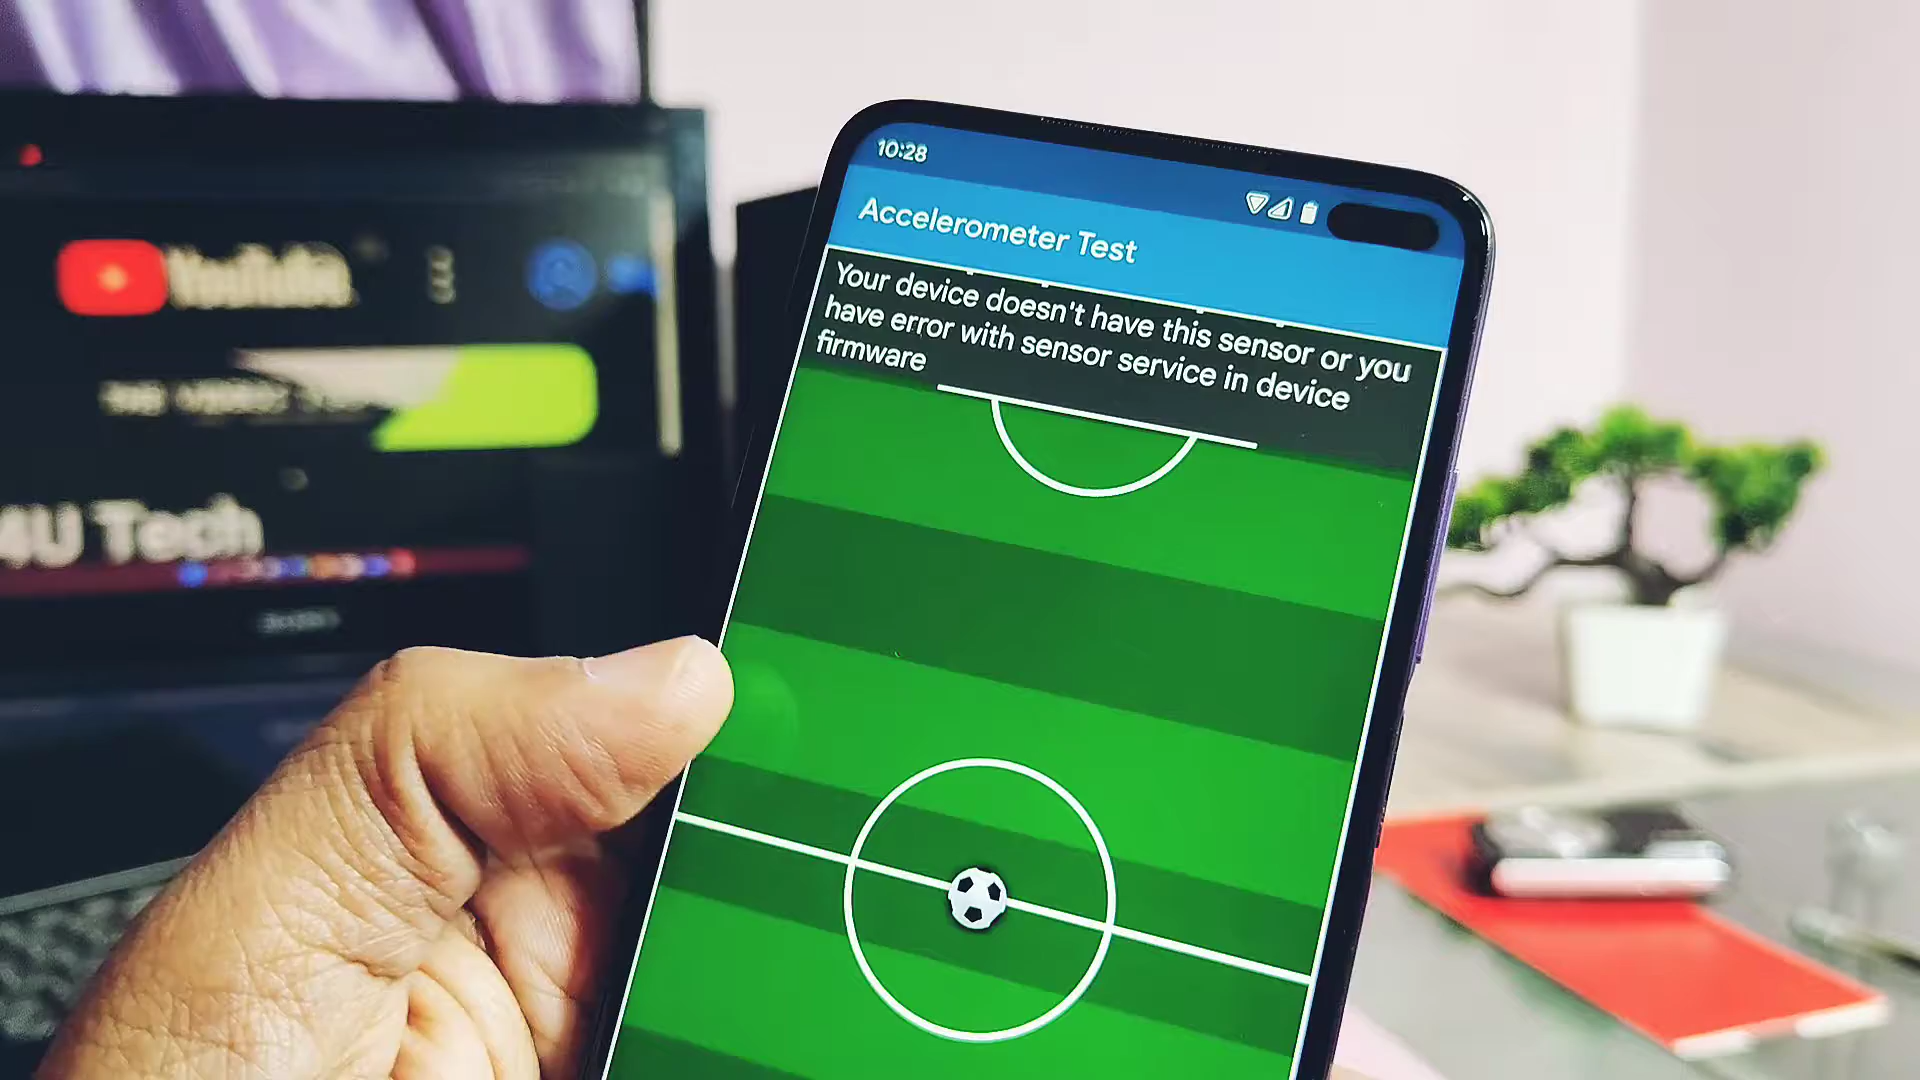 10:28
Accelerometer Test
Your device doesn't have this sensor or you
have error with sensor service in device
firmware
YouTube
4U Tech